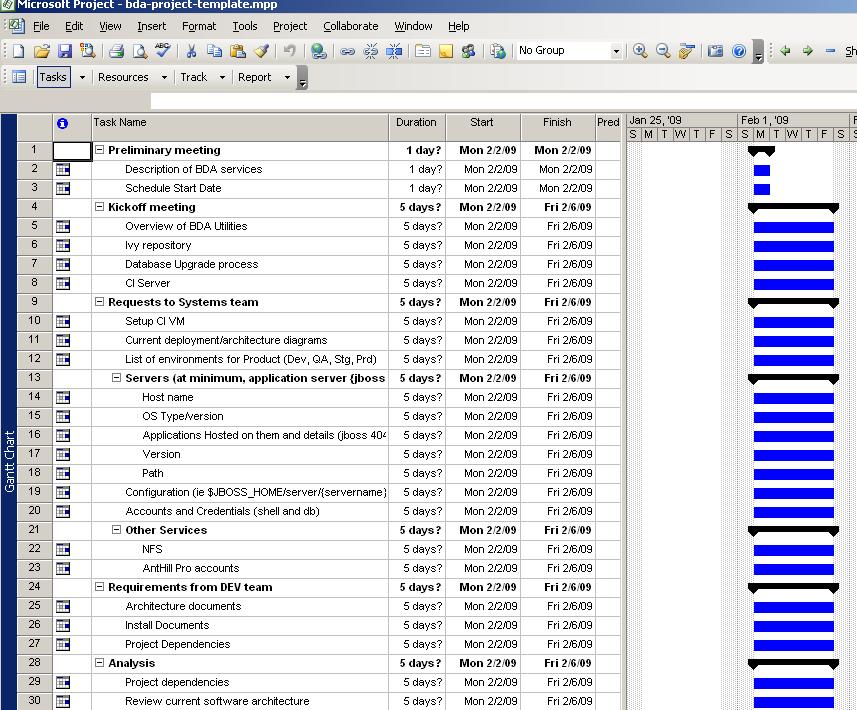 Microsoft Project - bda-project-template.mpp
File Edit View Insert Format Tools Project Collaborate Window Help
No Group Sh
Tasks Resources Track Report
Task Name Duration Start Finish Pred Jan 25, '09 Feb 1, '09 F
S M T W T F S S M T W T F S S
1 Preliminary meeting 1 day? Mon 2/2/09 Mon 2/2/09
2 Description of BDA services 1 day? Mon 2/2/09 Mon 2/2/09
3 Schedule Start Date 1 day? Mon 2/2/09 Mon 2/2/09
4 Kickoff meeting 5 days? Mon 2/2/09 Fri 2/6/09
5 Overview of BDA Utilities 5 days? Mon 2/2/09 Fri 2/6/09
6 Ivy repository 5 days? Mon 2/2/09 Fri 2/6/09
7 Database Upgrade process 5 days? Mon 2/2/09 Fri 2/6/09
8 CI Server 5 days? Mon 2/2/09 Fri 2/6/09
9 Requests to Systems team 5 days? Mon 2/2/09 Fri 2/6/09
10 Setup CI VM 5 days? Mon 2/2/09 Fri 2/6/09
11 Current deployment/architecture diagrams 5 days? Mon 2/2/09 Fri 2/6/09
12 List of environments for Product (Dev, QA, Stg, Prd) 5 days? Mon 2/2/09 Fri 2/6/09
13 Servers (at minimum, application server {jboss 5 days? Mon 2/2/09 Fri 2/6/09
14 Host name 5 days? Mon 2/2/09 Fri 2/6/09
15 OS Type/version 5 days? Mon 2/2/09 Fri 2/6/09
16 Applications Hosted on them and details (jboss 404 5 days? Mon 2/2/09 Fri 2/6/09
17 Version 5 days? Mon 2/2/09 Fri 2/6/09
18 Path 5 days? Mon 2/2/09 Fri 2/6/09
19 Configuration (ie $JBOSS_HOME/server/{servername} 5 days? Mon 2/2/09 Fri 2/6/09
20 Accounts and Credentials (shell and db) 5 days? Mon 2/2/09 Fri 2/6/09
21 Other Services 5 days? Mon 2/2/09 Fri 2/6/09
22 NFS 5 days? Mon 2/2/09 Fri 2/6/09
23 AntHill Pro accounts 5 days? Mon 2/2/09 Fri 2/6/09
24 Requirements from DEV team 5 days? Mon 2/2/09 Fri 2/6/09
25 Architecture documents 5 days? Mon 2/2/09 Fri 2/6/09
26 Install Documents 5 days? Mon 2/2/09 Fri 2/6/09
27 Project Dependencies 5 days? Mon 2/2/09 Fri 2/6/09
28 Analysis 5 days? Mon 2/2/09 Fri 2/6/09
29 Project dependencies 5 days? Mon 2/2/09 Fri 2/6/09
30 Review current software architecture 5 days? Mon 2/2/09 Fri 2/6/09
Gantt Chart